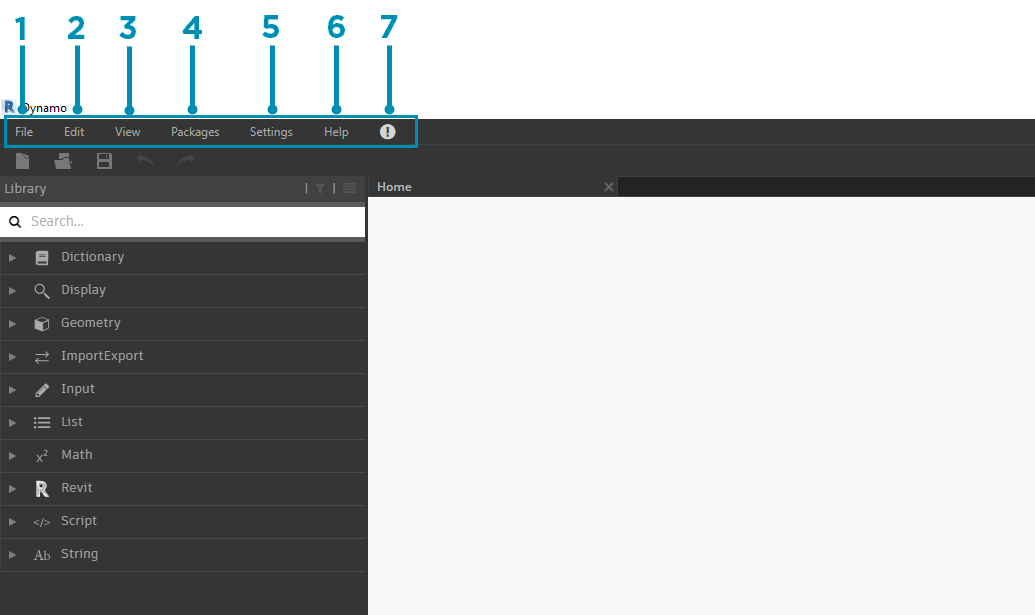 1 2 3 4 5 6 7
Dynamo
File Edit View Packages Settings Help
Library
Home
Search...
Dictionary
Display
Geometry
ImportExport
Input
List
Math
Revit
Script
String